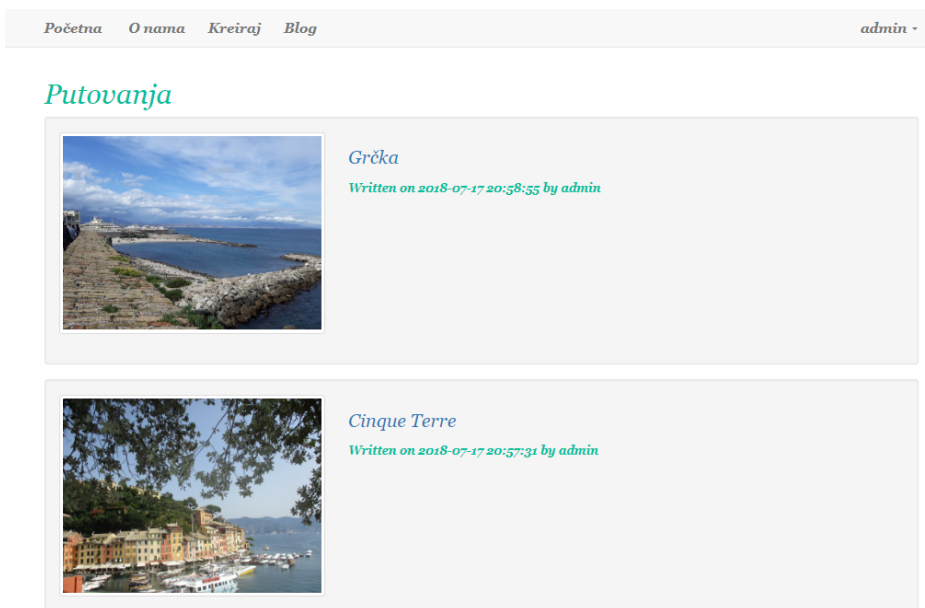 Početna O nama Kreiraj Blog admin
Putovanja
Grčka
Written on 2018-07-17 20:58:55 by admin
Cinque Terre
Written on 2018-07-17 20:57:31 by admin